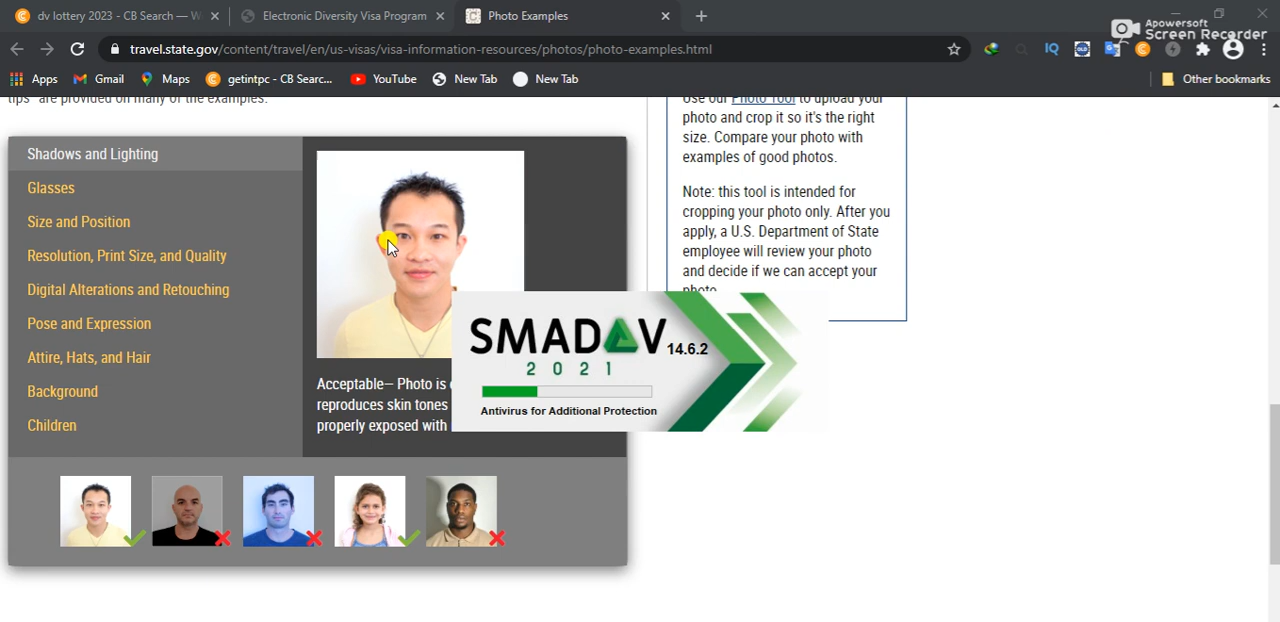 dv lottery 2023 - CB Search — W
Electronic Diversity Visa Program
Photo Examples
Apowersoft
Screen Recorder
travel.state.gov/content/travel/en/us-visas/visa-information-resources/photos/photo-examples.html
IQ
Apps
Gmail
Maps
getintpc - CB Searc...
YouTube
New Tab
New Tab
Other bookmarks
tips" are provided on many of the examples.
Shadows and Lighting
Glasses
Size and Position
Resolution, Print Size, and Quality
Digital Alterations and Retouching
Pose and Expression
Attire, Hats, and Hair
Background
Children
Acceptable— Photo is
reproduces skin tones
properly exposed with
Use our Photo Tool to upload your
photo and crop it so it's the right
size. Compare your photo with
examples of good photos.
Note: this tool is intended for
cropping your photo only. After you
apply, a U.S. Department of State
employee will review your photo
and decide if we can accept your
photo.
SMADAV 14.6.2
2021
Antivirus for Additional Protection